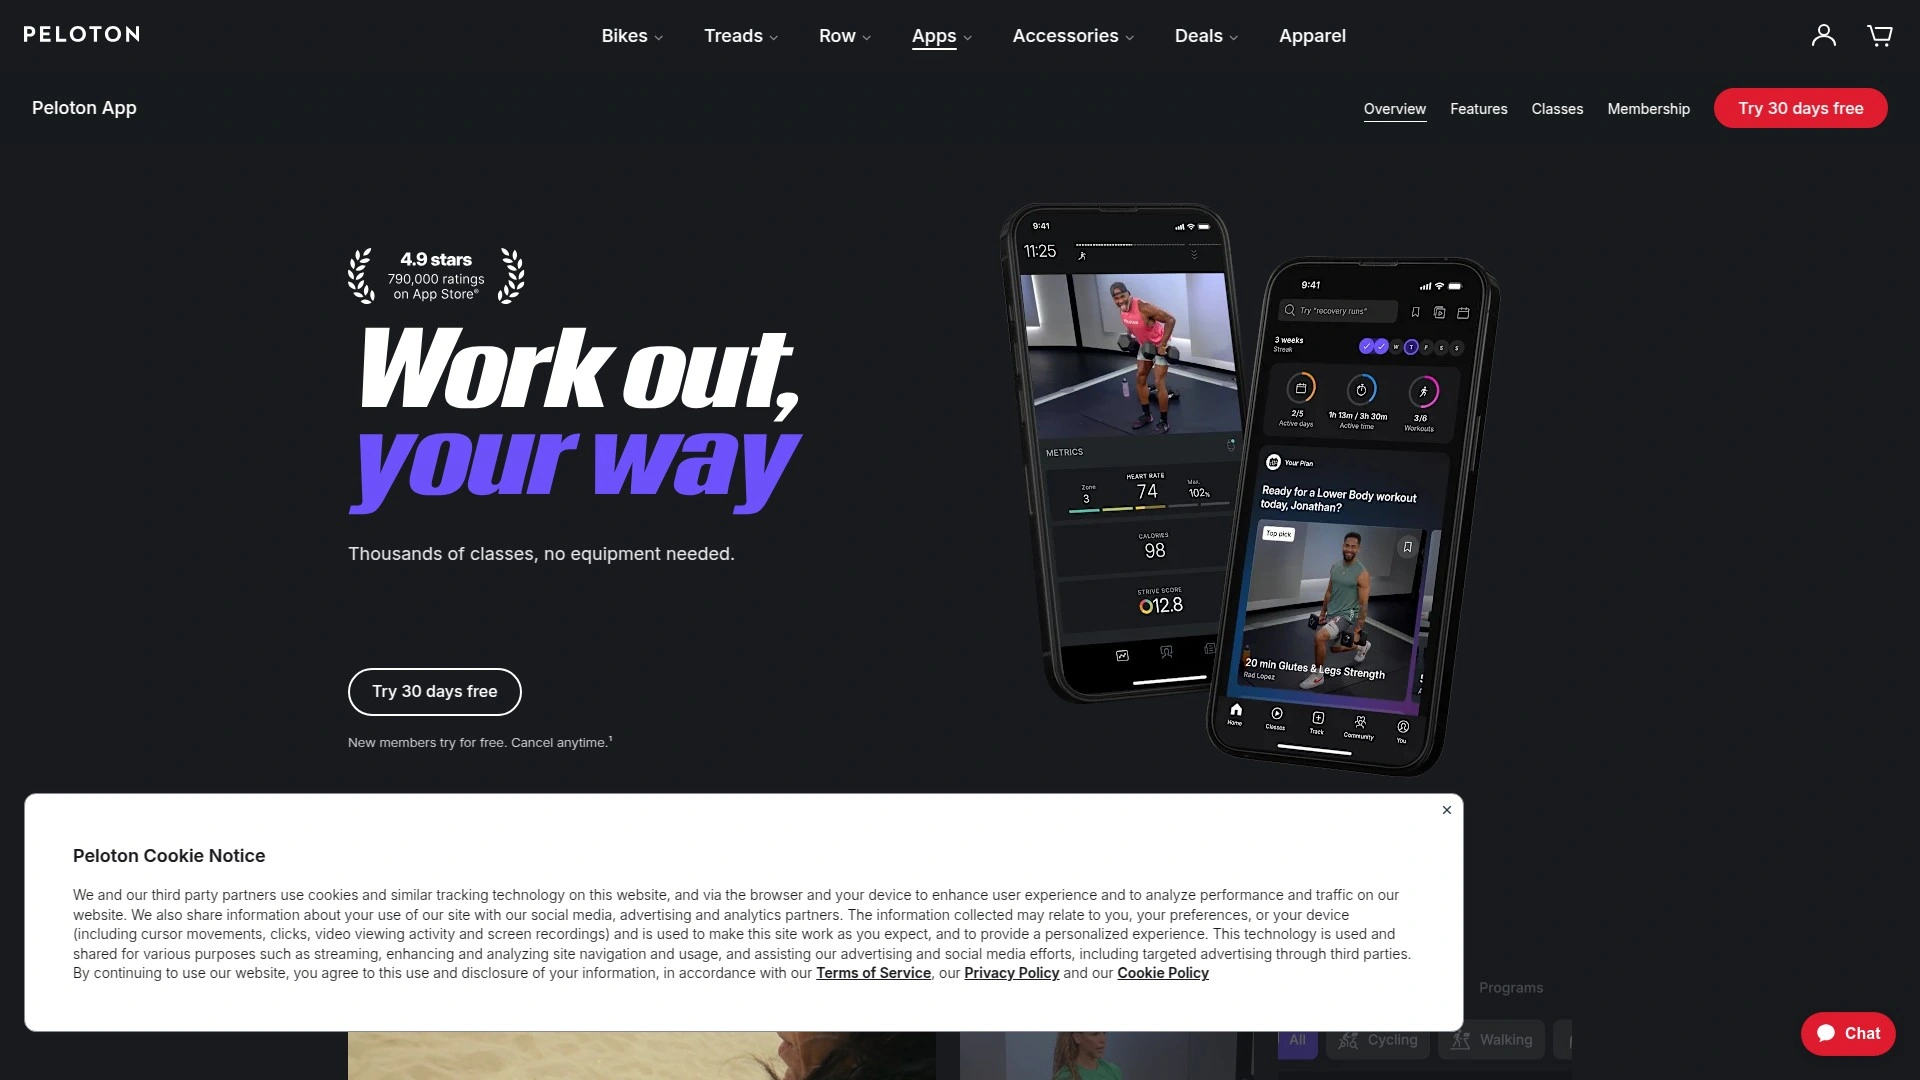 PELOTON
Bikes
Treads
Row
Apps
Accessories
Deals
Apparel
Peloton App
Overview
Features
Classes
Membership
Try 30 days free
4.9 stars
790,000 ratings
on App Store®
Work out,
your way
Thousands of classes, no equipment needed.
Try 30 days free
New members try for free. Cancel anytime.¹
9:41
11:25
METRICS
HEART RATE
Zone
3
74
Max.
102%
CALORIES
98
STRIVE SCORE
12.8
9:41
Try "recovery runs"
3 weeks
Streak
W T F S S
2/5
Active days
1h 13m / 3h 30m
Active time
3/6
Workouts
Your Plan
Ready for a Lower Body workout
today, Jonathan?
Top pick
20 min Glutes & Legs Strength
Rad Lopez
Home
Classes
Track
Community
You
Peloton Cookie Notice
We and our third party partners use cookies and similar tracking technology on this website, and via the browser and your device to enhance user experience and to analyze performance and traffic on our
website. We also share information about your use of our site with our social media, advertising and analytics partners. The information collected may relate to you, your preferences, or your device
(including cursor movements, clicks, video viewing activity and screen recordings) and is used to make this site work as you expect, and to provide a personalized experience. This technology is used and
shared for various purposes such as streaming, enhancing and analyzing site navigation and usage, and assisting our advertising and social media efforts, including targeted advertising through third parties.
By continuing to use our website, you agree to this use and disclosure of your information, in accordance with our Terms of Service, our Privacy Policy and our Cookie Policy
Programs
All
Cycling
Walking
Chat